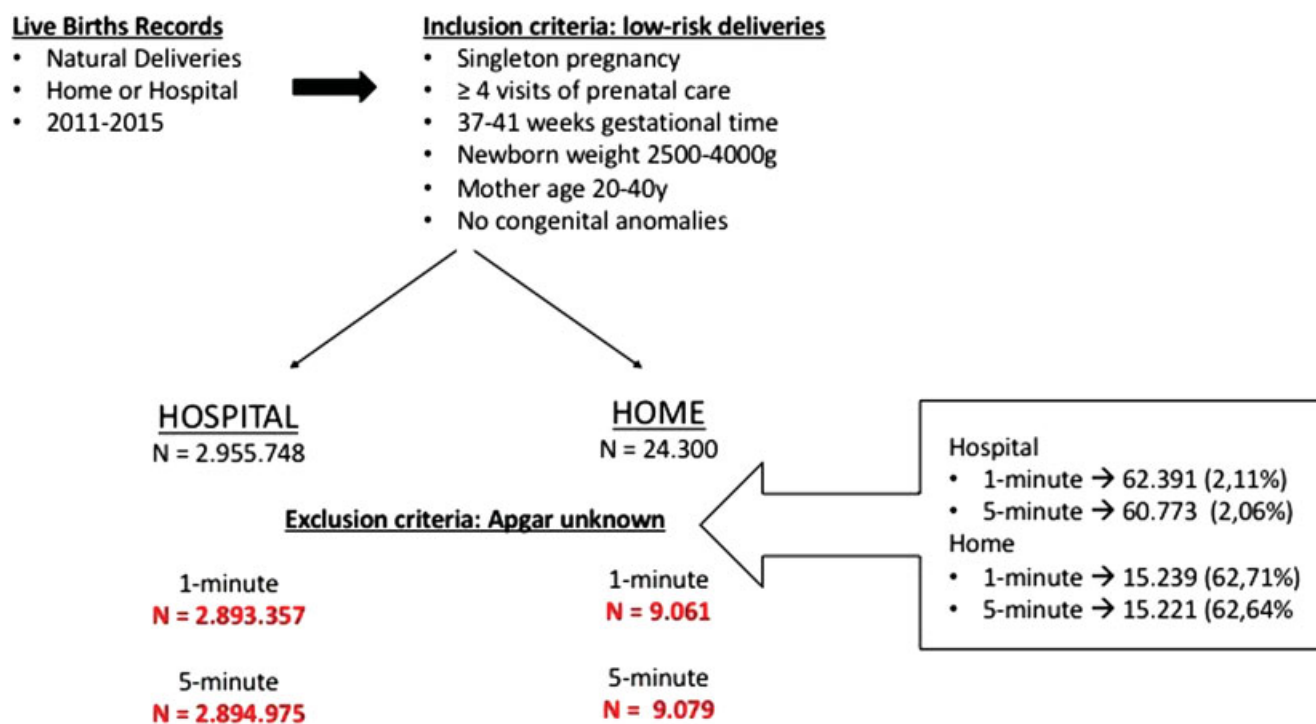 Live Births Records
• Natural Deliveries
• Home or Hospital
• 2011-2015
Inclusion criteria: low-risk deliveries
• Singleton pregnancy
• ≥ 4 visits of prenatal care
• 37-41 weeks gestational time
• Newborn weight 2500-4000g
• Mother age 20-40y
• No congenital anomalies
HOSPITAL
N = 2.955.748
HOME
N = 24.300
Exclusion criteria: Apgar unknown
Hospital
• 1-minute → 62.391 (2,11%)
• 5-minute → 60.773 (2,06%)
Home
• 1-minute → 15.239 (62,71%)
• 5-minute → 15.221 (62,64%
1-minute
N = 2.893.357
1-minute
N = 9.061
5-minute
N = 2.894.975
5-minute
N = 9.079